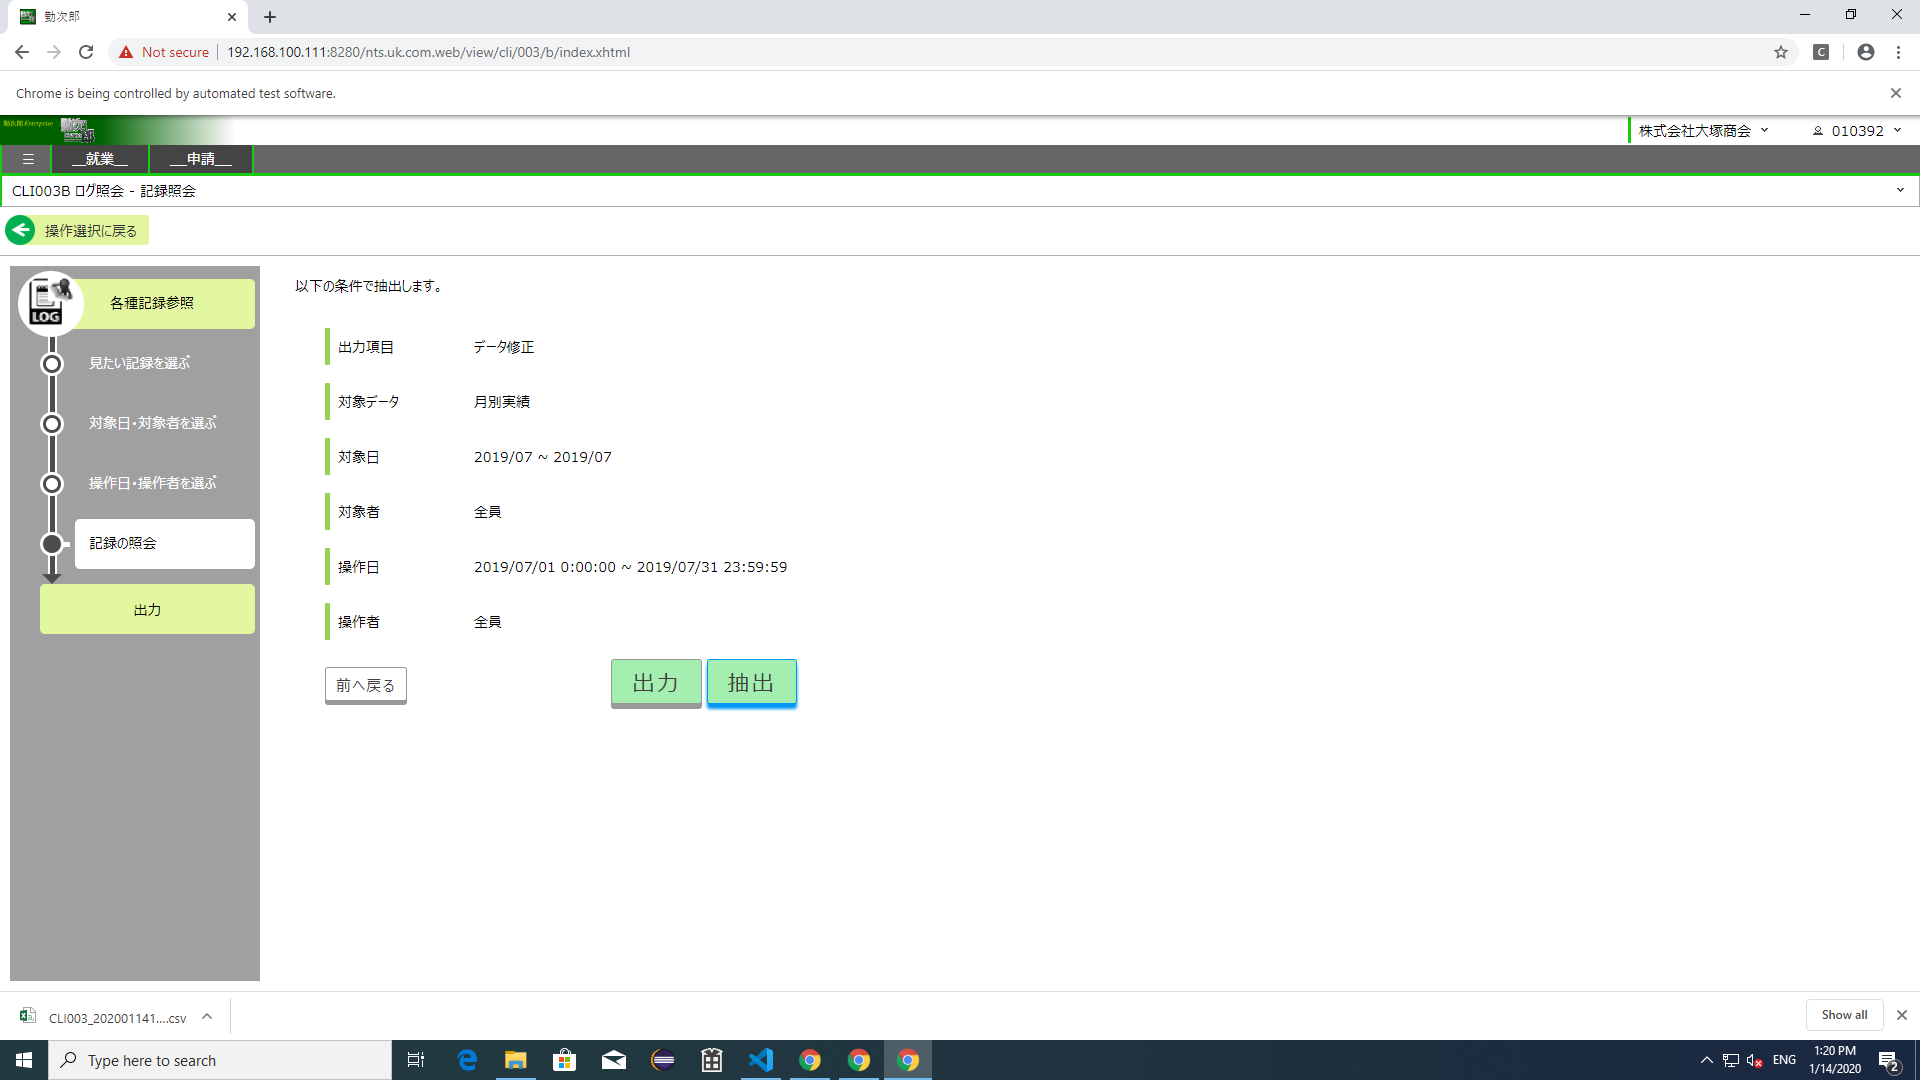 勤次郎
Not secure
192.168.100.111:8280/nts.uk.com.web/view/cli/003/b/index.xhtml
C
Chrome is being controlled by automated test software.
勤次郎 Enterprise
株式会社大塚商会
010392
__就業__
__申請__
CLI003B ログ照会 - 記録照会
操作選択に戻る
LOG
各種記録参照
見たい記録を選ぶ
対象日・対象者を選ぶ
操作日・操作者を選ぶ
記録の照会
出力
以下の条件で抽出します。
出力項目 データ修正
対象データ 月別実績
対象日 2019/07 ~ 2019/07
対象者 全員
操作日 2019/07/01 0:00:00 ~ 2019/07/31 23:59:59
操作者 全員
前へ戻る
出力
抽出
CLI003_202001141....csv
Show all
Type here to search
ENG
1:20 PM
1/14/2020
2